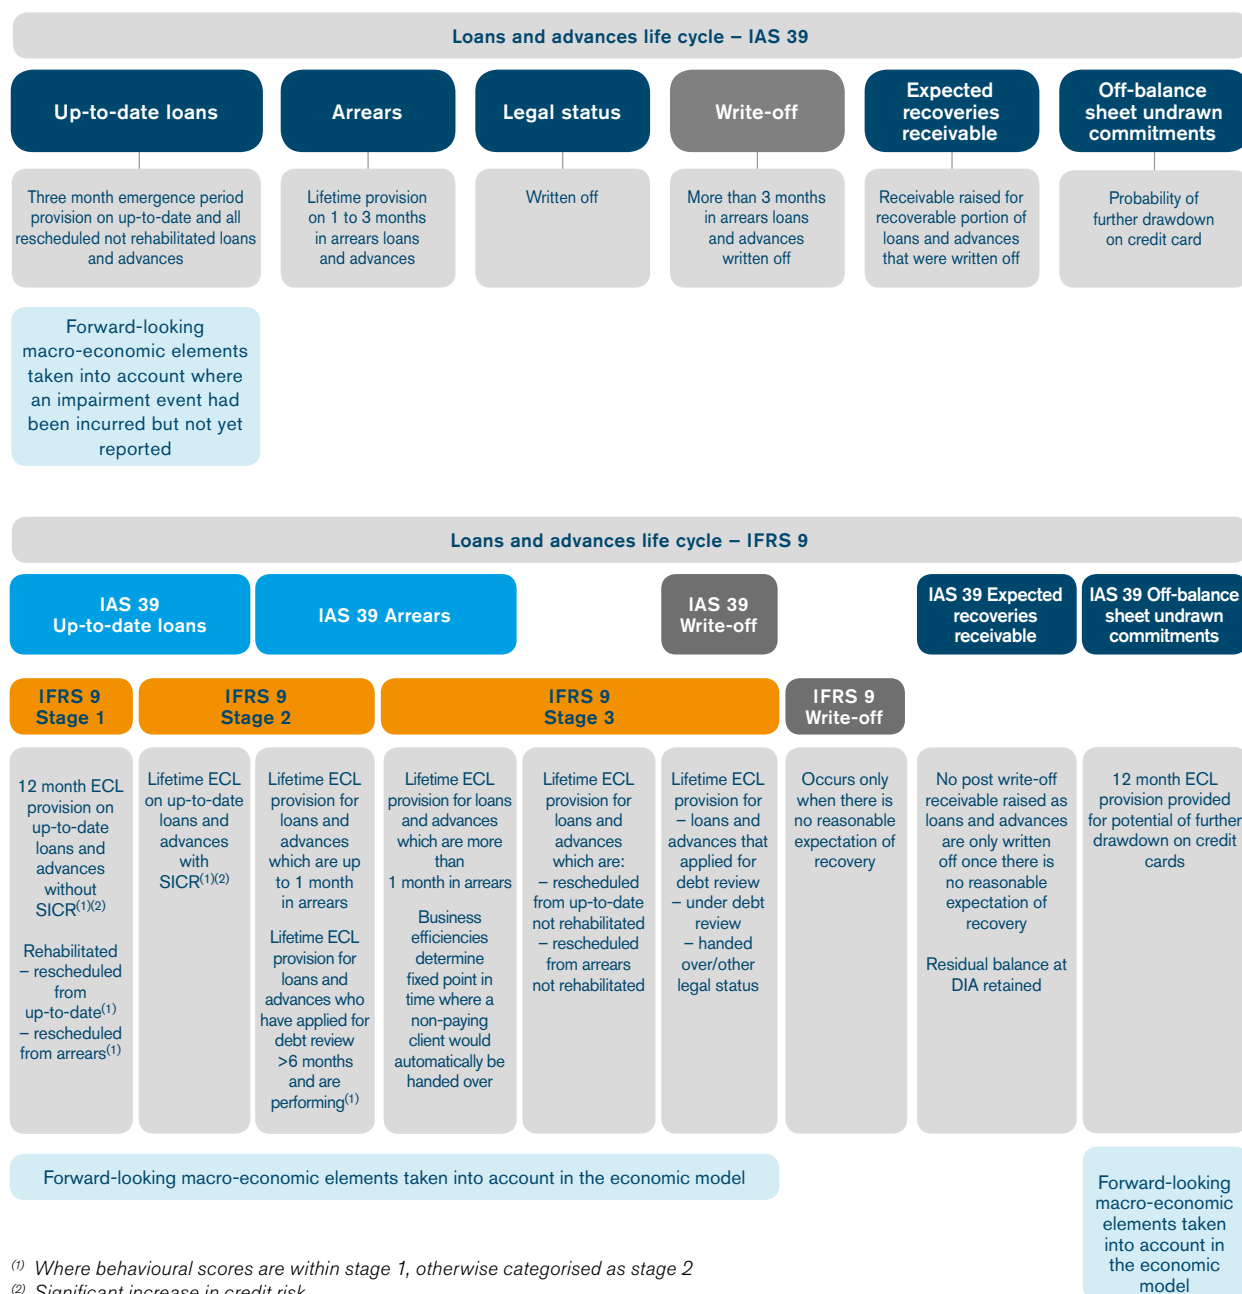 Loans and advances life cycle – IAS 39
Up-to-date loans
Arrears
Legal status
Write-off
Expected
recoveries
receivable
Off-balance
sheet undrawn
commitments
Three month emergence period
provision on up-to-date and all
rescheduled not rehabilitated loans
and advances
Lifetime provision
on 1 to 3 months
in arrears loans
and advances
Written off
More than 3 months
in arrears loans
and advances
written off
Receivable raised for
recoverable portion of
loans and advances
that were written off
Probability of
further drawdown
on credit card
Forward-looking
macro-economic elements
taken into account where
an impairment event had
been incurred but not yet
reported
Loans and advances life cycle – IFRS 9
IAS 39
Up-to-date loans
IAS 39 Arrears
IAS 39
Write-off
IAS 39 Expected
recoveries
receivable
IAS 39 Off-balance
sheet undrawn
commitments
IFRS 9
Stage 1
IFRS 9
Stage 2
IFRS 9
Stage 3
IFRS 9
Write-off
12 month ECL
provision on
up-to-date
loans and
advances
without
SICR(1)(2)
Rehabilitated
– rescheduled
from
up-to-date(1)
– rescheduled
from arrears(1)
Lifetime ECL
on up-to-date
loans and
advances
with
SICR(1)(2)
Lifetime ECL
provision for
loans and
advances
which are up
to 1 month
in arrears
Lifetime ECL
provision for
loans and
advances who
have applied for
debt review
>6 months
and are
performing(1)
Lifetime ECL
provision for loans
and advances
which are more
than
1 month in arrears
Business
efficiencies
determine
fixed point in
time where a
non-paying
client would
automatically be
handed over
Lifetime ECL
provision for
loans and
advances
which are:
– rescheduled
from up-to-date
not rehabilitated
– rescheduled
from arrears
not rehabilitated
Lifetime ECL
provision for
– loans and
advances that
applied for
debt review
– under debt
review
– handed
over/other
legal status
Occurs only
when there is
no reasonable
expectation of
recovery
No post write-off
receivable raised as
loans and advances
are only written
off once there is
no reasonable
expectation of
recovery
Residual balance at
DIA retained
12 month ECL
provision provided
for potential of further
drawdown on credit
cards
Forward-looking macro-economic elements taken into account in the economic model
Forward-looking
macro-economic
elements taken
into account in
the economic
model
(1) Where behavioural scores are within stage 1, otherwise categorised as stage 2
(2) Significant increase in credit risk